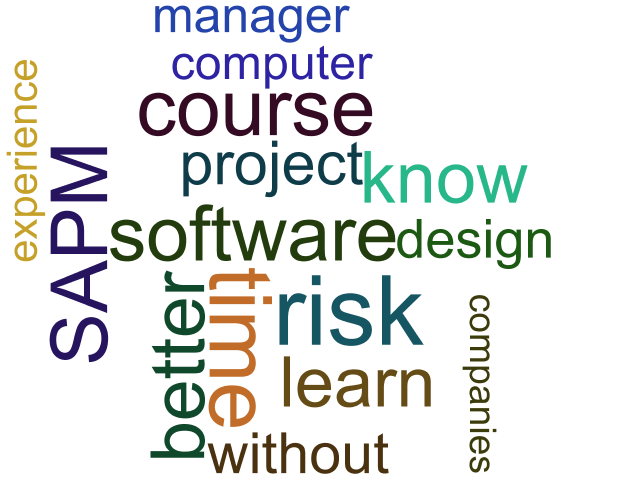 manager
computer
course
experience
project
know
SAPM
software
design
better
time
risk
learn
companies
without